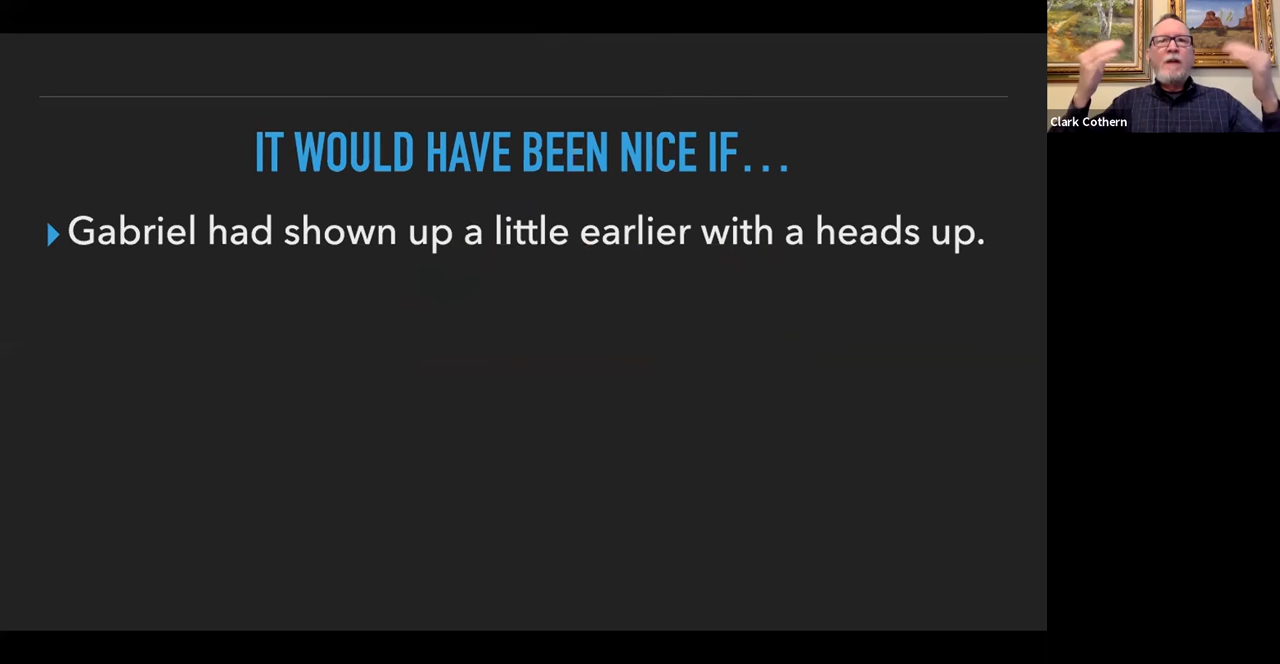 IT WOULD HAVE BEEN NICE IF...
Gabriel had shown up a little earlier with a heads up.
Clark Cothern